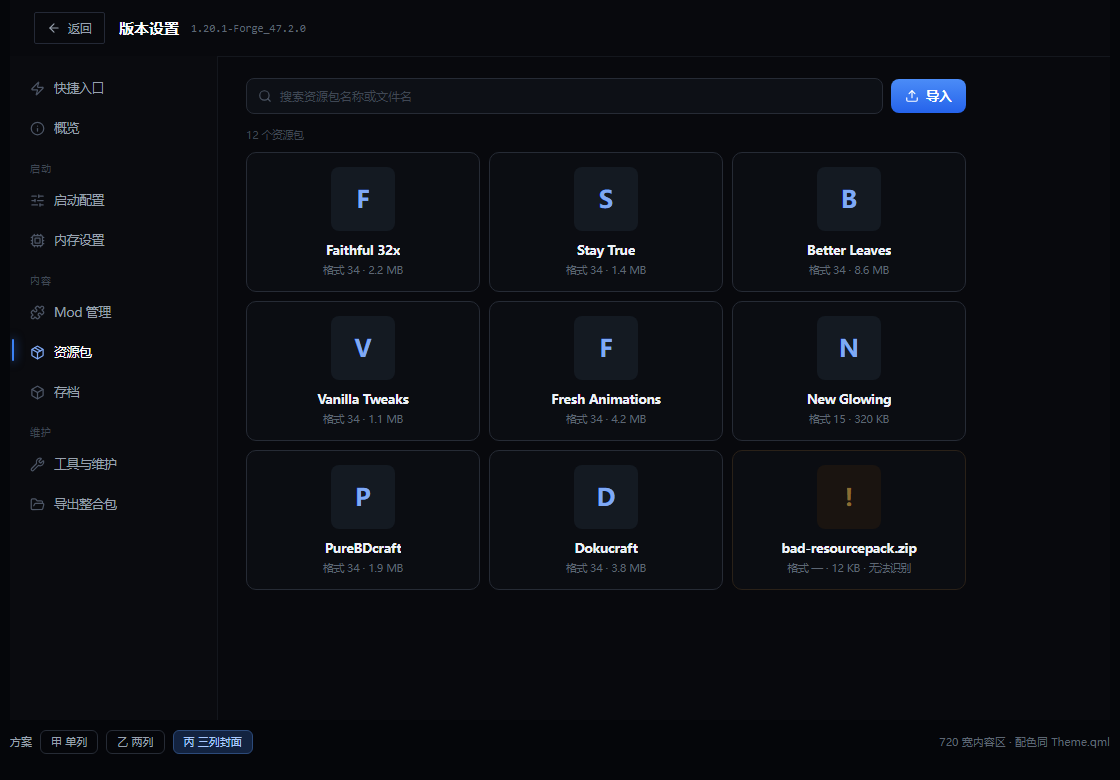 返回 版本设置 1.20.1-Forge_47.2.0
快捷入口
概览
启动
启动配置
内存设置
内容
Mod 管理
资源包
存档
维护
工具与维护
导出整合包
搜索资源包名称或文件名
导入
12 个资源包
F
Faithful 32x
格式 34 · 2.2 MB
S
Stay True
格式 34 · 1.4 MB
B
Better Leaves
格式 34 · 8.6 MB
V
Vanilla Tweaks
格式 34 · 1.1 MB
F
Fresh Animations
格式 34 · 4.2 MB
N
New Glowing
格式 15 · 320 KB
P
PureBDcraft
格式 34 · 1.9 MB
D
Dokucraft
格式 34 · 3.8 MB
!
bad-resourcepack.zip
格式 — · 12 KB · 无法识别
方案 甲 单列 乙 两列 丙 三列封面
720 宽内容区 · 配色同 Theme.qml